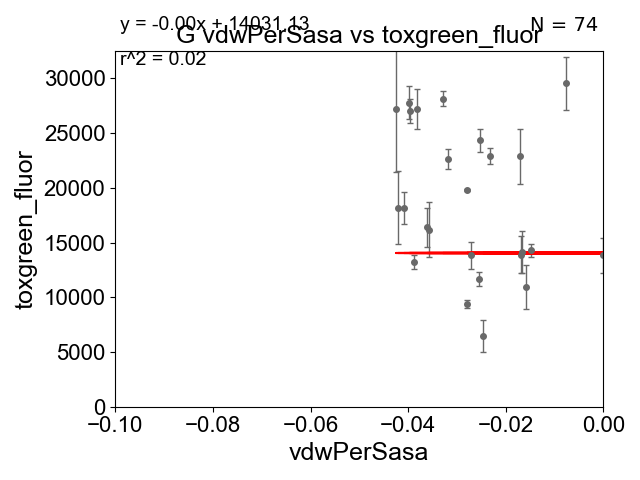 y = -0.00x + 14031.13
N = 74
G vdwPerSasa vs toxgreen_fluor
r^2 = 0.02
30000
25000
20000
15000
10000
5000
0
toxgreen_fluor
−0.10 −0.08 −0.06 −0.04 −0.02 0.00
vdwPerSasa